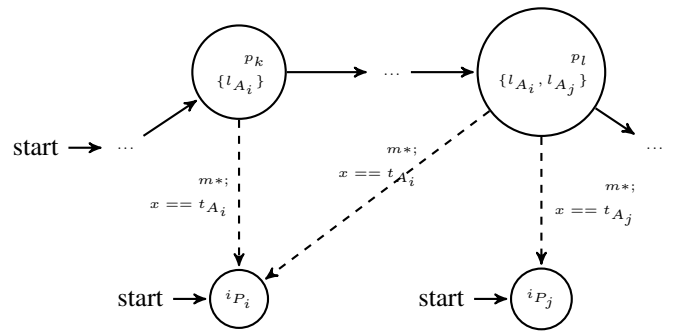 p_k
{l_{A_i}}
...
p_l
{l_{A_i}, l_{A_j}}
start
...
...
m*;
x == t_{A_i}
m*;
x == t_{A_i}
m*;
x == t_{A_j}
start
i_{P_i}
start
i_{P_j}